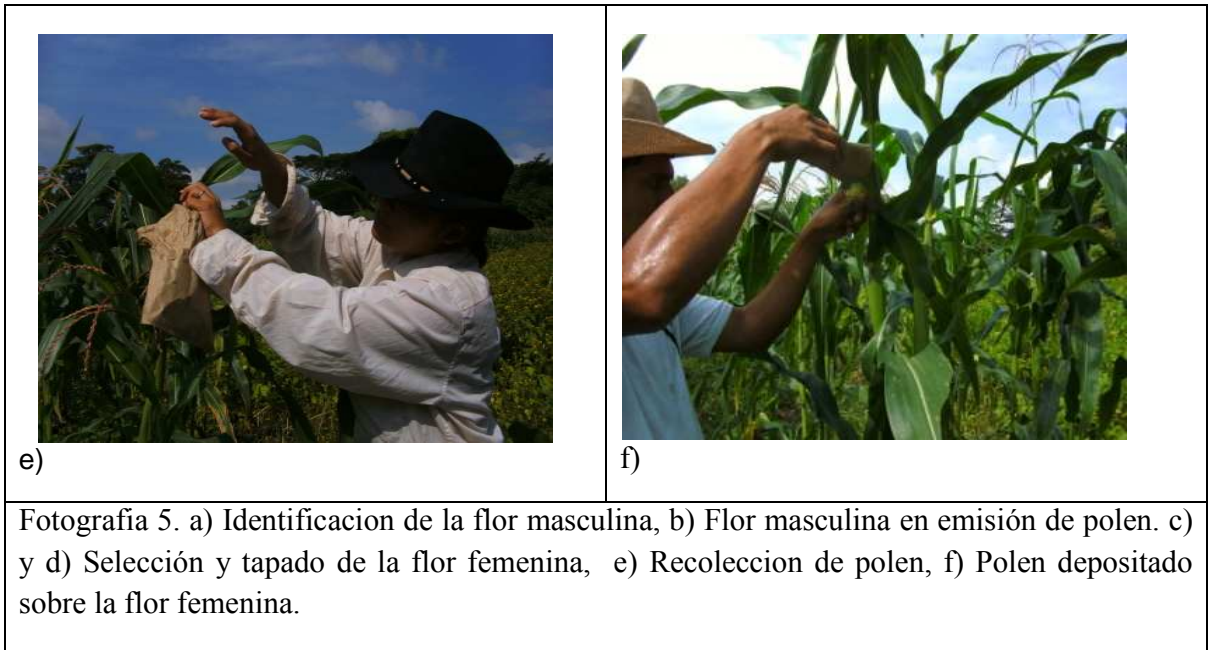 e)
f)
Fotografia 5. a) Identificacion de la flor masculina, b) Flor masculina en emisión de polen. c)
y d) Selección y tapado de la flor femenina, e) Recoleccion de polen, f) Polen depositado
sobre la flor femenina.